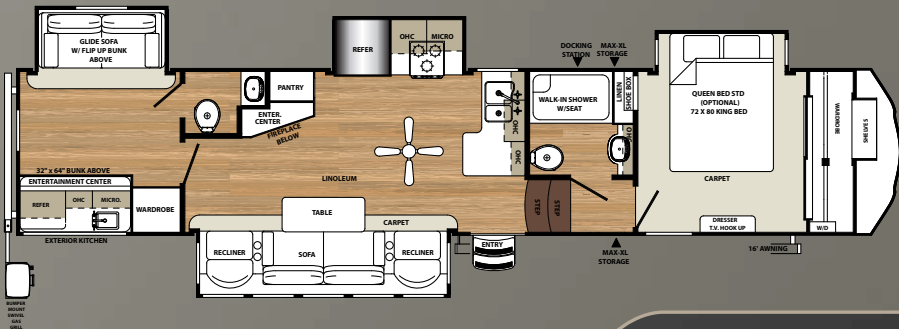 GLIDE SOFA
W/ FLIP UP BUNK
ABOVE
REFER
OHC
MICRO
DOCKING
STATION
MAX-XL
STORAGE
PANTRY
ENTER.
CENTER
FIREPLACE
BELOW
OHC
OHC
WALK-IN SHOWER
W/SEAT
LINEN
SHOE BOX
OHC
QUEEN BED STD
(OPTIONAL)
72 X 80 KING BED
WARDROBE
SHELVES
32" x 64" BUNK ABOVE
ENTERTAINMENT CENTER
REFER
OHC
MICRO.
WARDROBE
EXTERIOR KITCHEN
LINOLEUM
CARPET
TABLE
CARPET
STEP
STEP
DRESSER
T.V. HOOK UP
W/D
RECLINER
SOFA
RECLINER
ENTRY
MAX-XL
STORAGE
16' AWNING
BUMPER
MOUNT
SWIVEL
GAS
GRILL